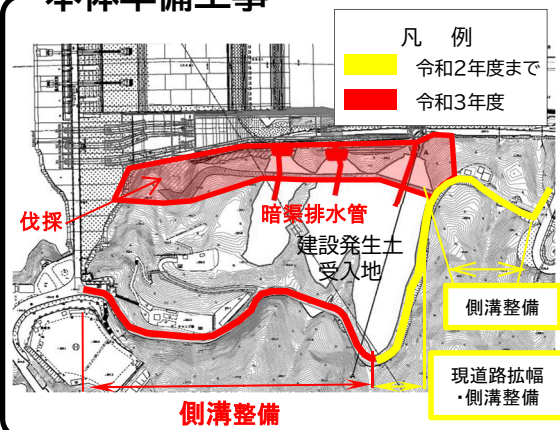 本体準備工事
凡　例
令和2年度まで
令和3年度
伐採
暗渠排水管
建設発生土
受入地
側溝整備
現道路拡幅
・側溝整備
側溝整備